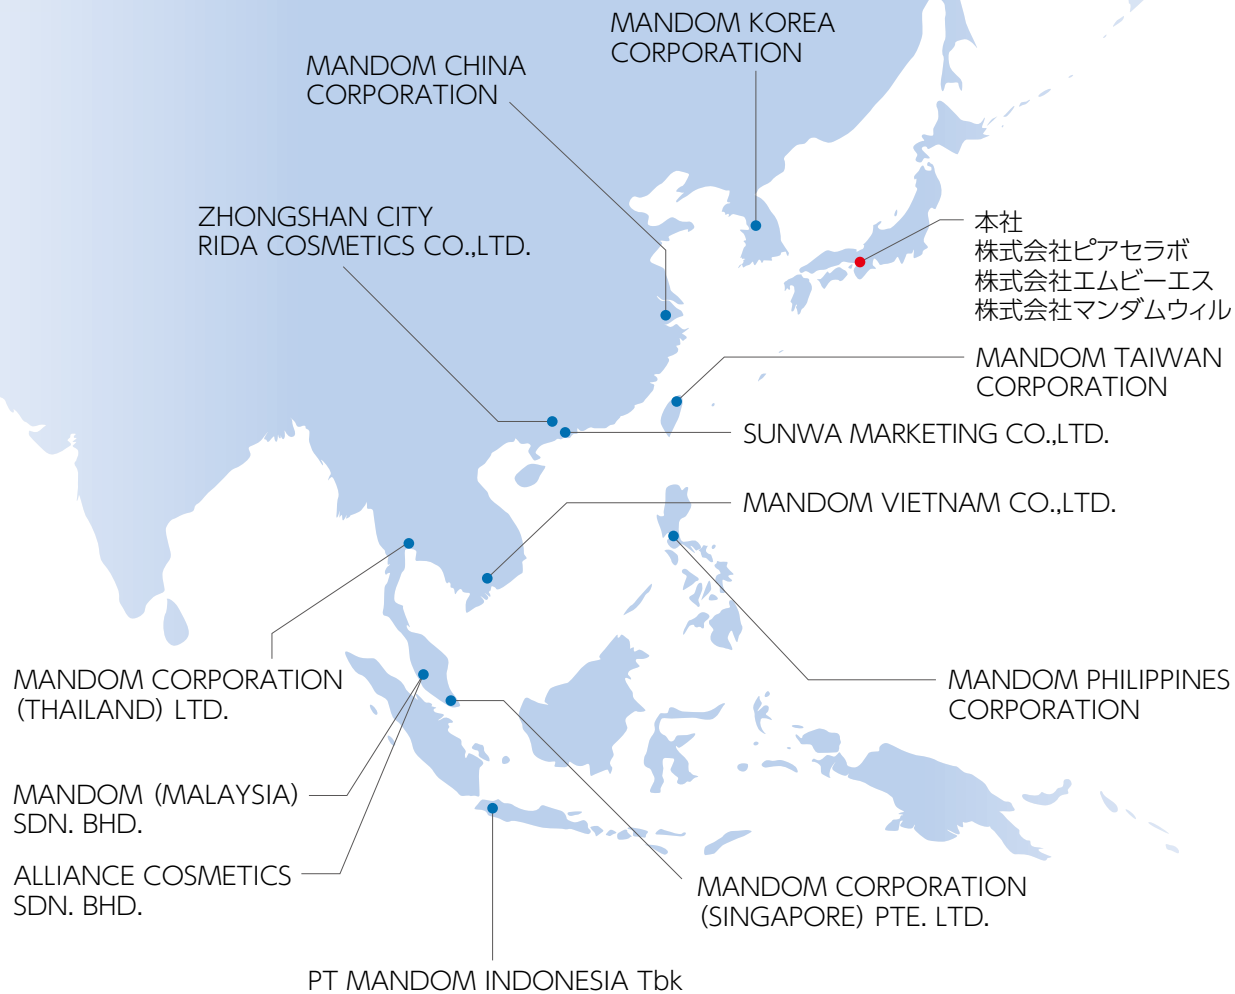 MANDOM KOREA
CORPORATION
MANDOM CHINA
CORPORATION
ZHONGSHAN CITY
RIDA COSMETICS CO.,LTD.
本社
株式会社ピアセラボ
株式会社エムビーエス
株式会社マンダムウィル
MANDOM TAIWAN
CORPORATION
SUNWA MARKETING CO.,LTD.
MANDOM VIETNAM CO.,LTD.
MANDOM CORPORATION
(THAILAND) LTD.
MANDOM PHILIPPINES
CORPORATION
MANDOM (MALAYSIA)
SDN. BHD.
ALLIANCE COSMETICS
SDN. BHD.
MANDOM CORPORATION
(SINGAPORE) PTE. LTD.
PT MANDOM INDONESIA Tbk